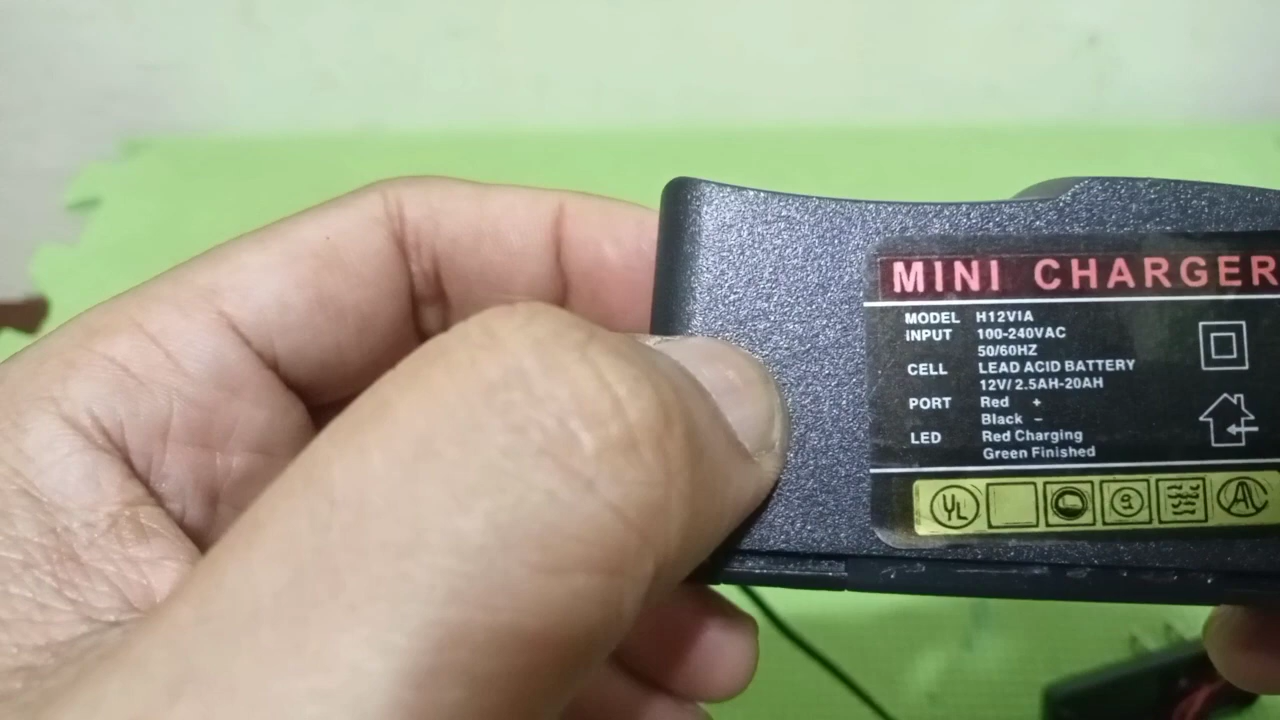 MINI CHARGER
MODEL H12VIA
INPUT 100-240VAC
50/60HZ
CELL LEAD ACID BATTERY
12V/ 2.5AH-20AH
PORT Red +
Black −
LED Red Charging
Green Finished